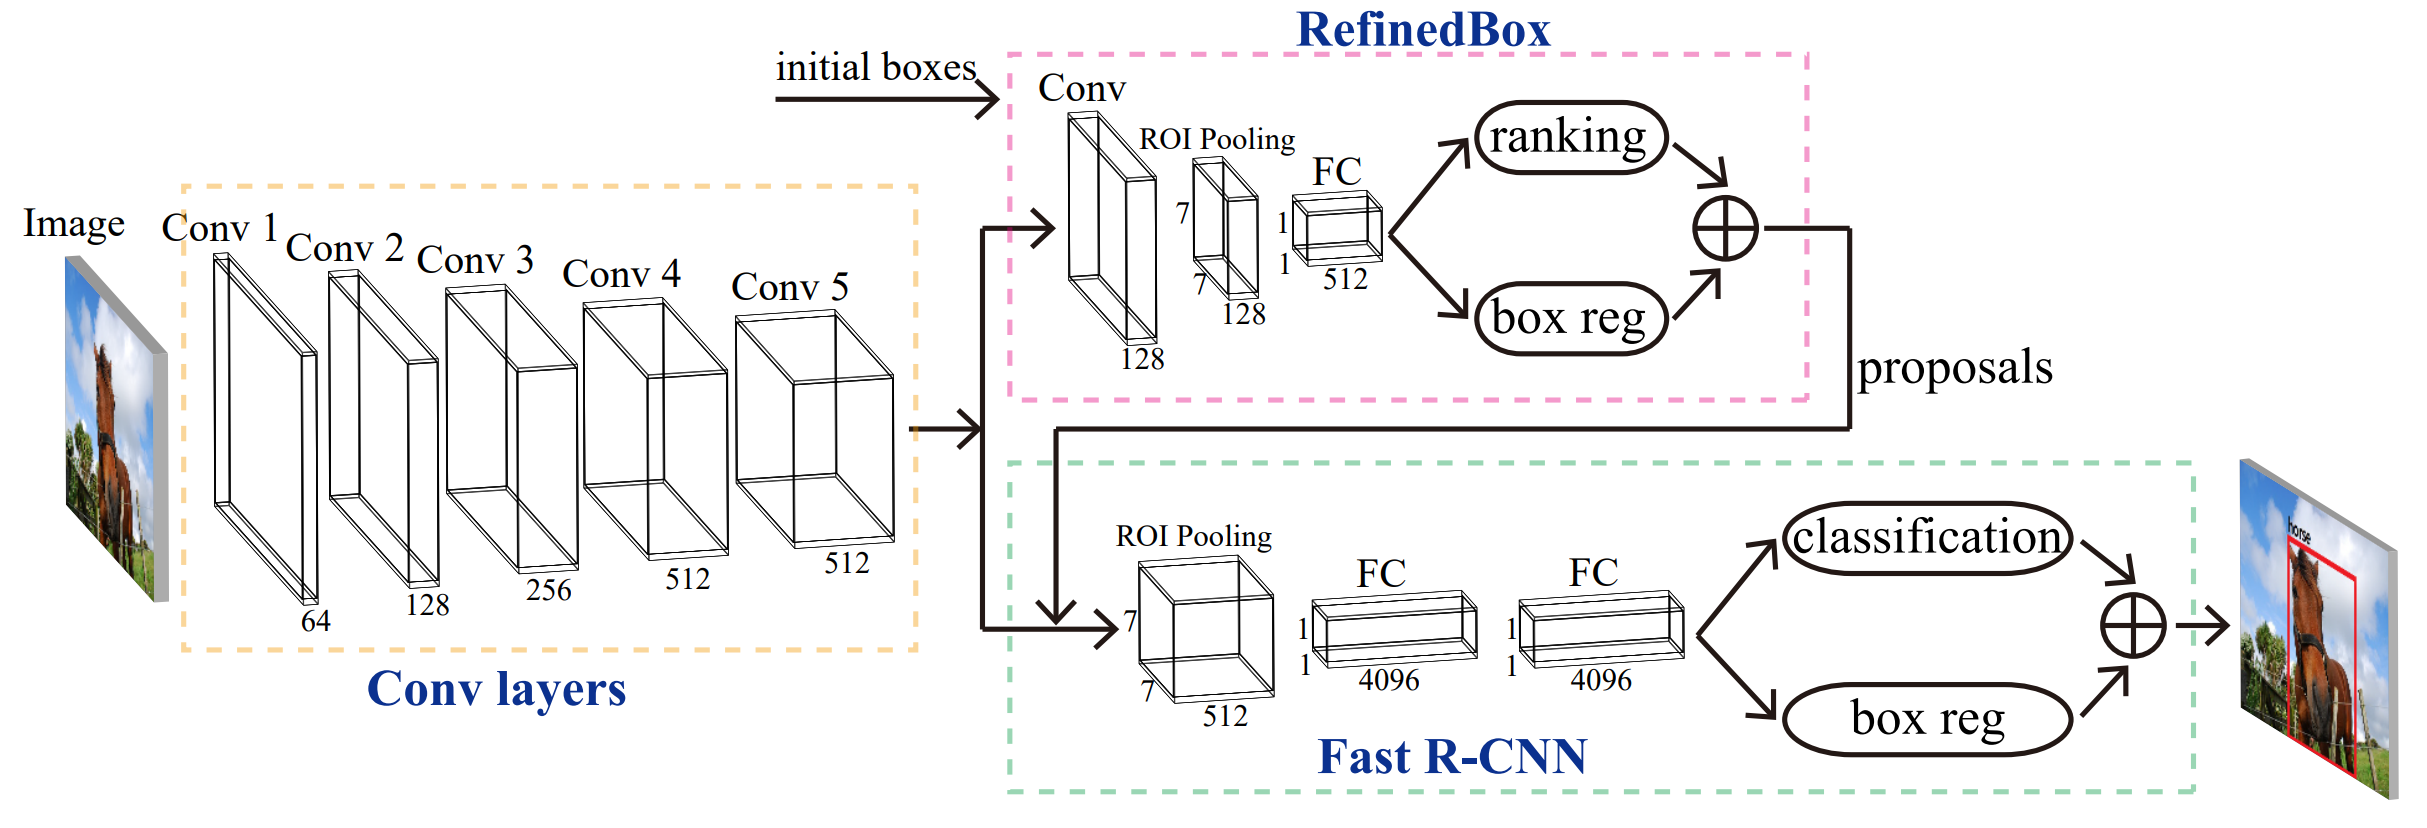 RefinedBox
initial boxes
Conv
ROI Pooling
FC
ranking
7
7
128
1
1
512
128
box reg
proposals
Image
Conv 1
Conv 2
Conv 3
Conv 4
Conv 5
64
128
256
512
512
Conv layers
ROI Pooling
7
7
512
FC
1
1
4096
FC
1
1
4096
classification
box reg
Fast R-CNN
horse